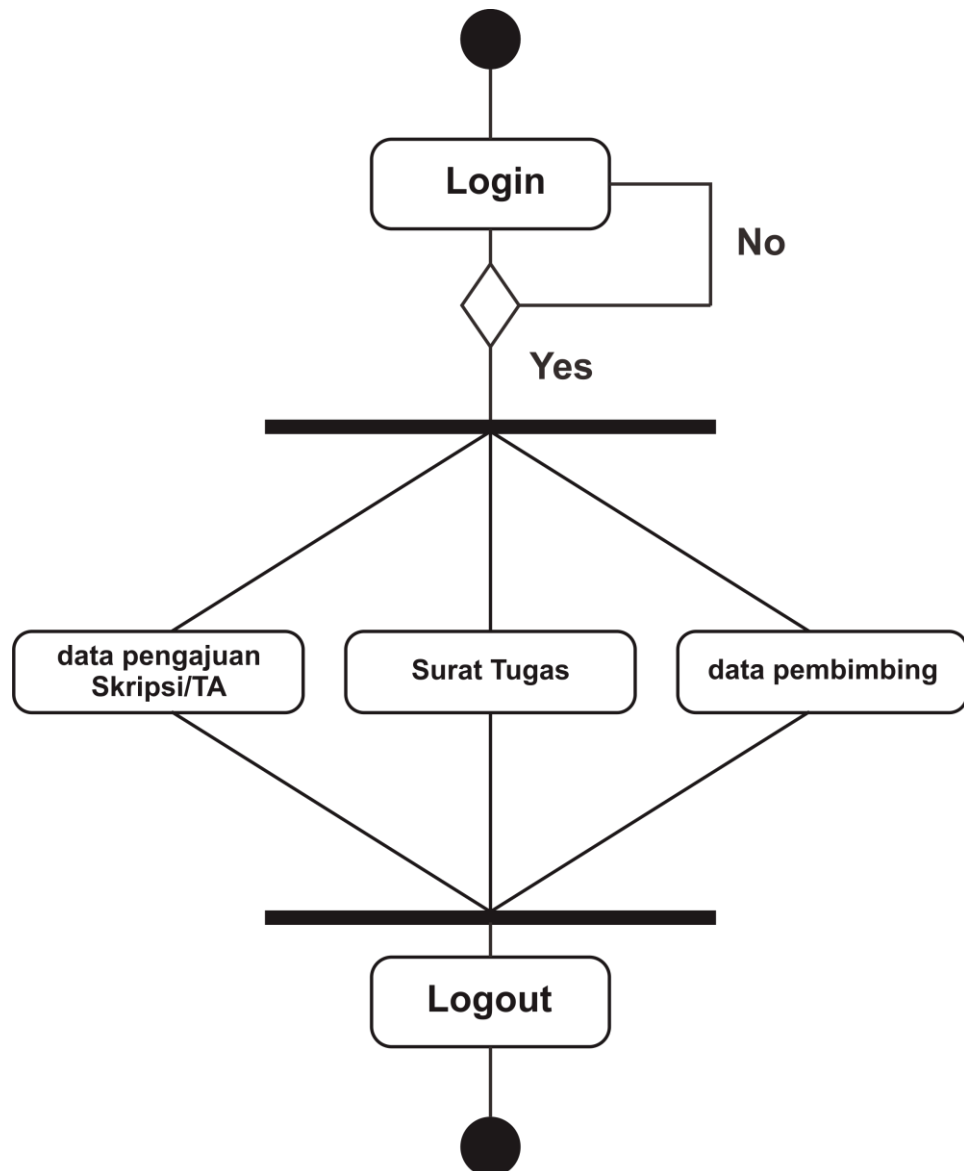 Login
No
Yes
data pengajuan
Skripsi/TA
Surat Tugas
data pembimbing
Logout